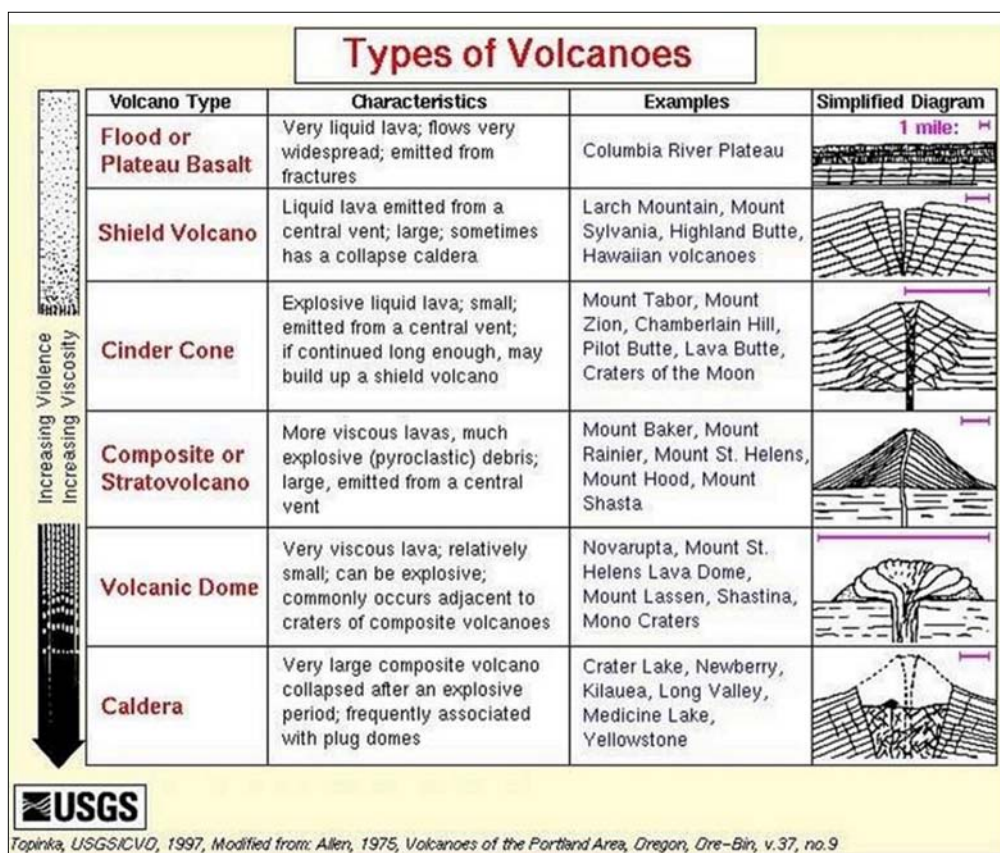 Types of Volcanoes
Volcano Type
Characteristics
Examples
Simplified Diagram
Flood or
Plateau Basalt
Very liquid lava; flows very
widespread; emitted from
fractures
Columbia River Plateau
1 mile:
Shield Volcano
Liquid lava emitted from a
central vent; large; sometimes
has a collapse caldera
Larch Mountain, Mount
Sylvania, Highland Butte,
Hawaiian volcanoes
Cinder Cone
Explosive liquid lava; small;
emitted from a central vent;
if continued long enough, may
build up a shield volcano
Mount Tabor, Mount
Zion, Chamberlain Hill,
Pilot Butte, Lava Butte,
Craters of the Moon
Composite or
Stratovolcano
More viscous lavas, much
explosive (pyroclastic) debris;
large, emitted from a central
vent
Mount Baker, Mount
Rainier, Mount St. Helens,
Mount Hood, Mount
Shasta
Volcanic Dome
Very viscous lava; relatively
small; can be explosive;
commonly occurs adjacent to
craters of composite volcanoes
Novarupta, Mount St.
Helens Lava Dome,
Mount Lassen, Shastina,
Mono Craters
Caldera
Very large composite volcano
collapsed after an explosive
period; frequently associated
with plug domes
Crater Lake, Newberry,
Kilauea, Long Valley,
Medicine Lake,
Yellowstone
Increasing Violence
Increasing Viscosity
USGS
Topinka, USGS/CVO, 1997, Modified from: Allen, 1975, Volcanoes of the Portland Area, Oregon, Ore-Bin, v.37, no.9